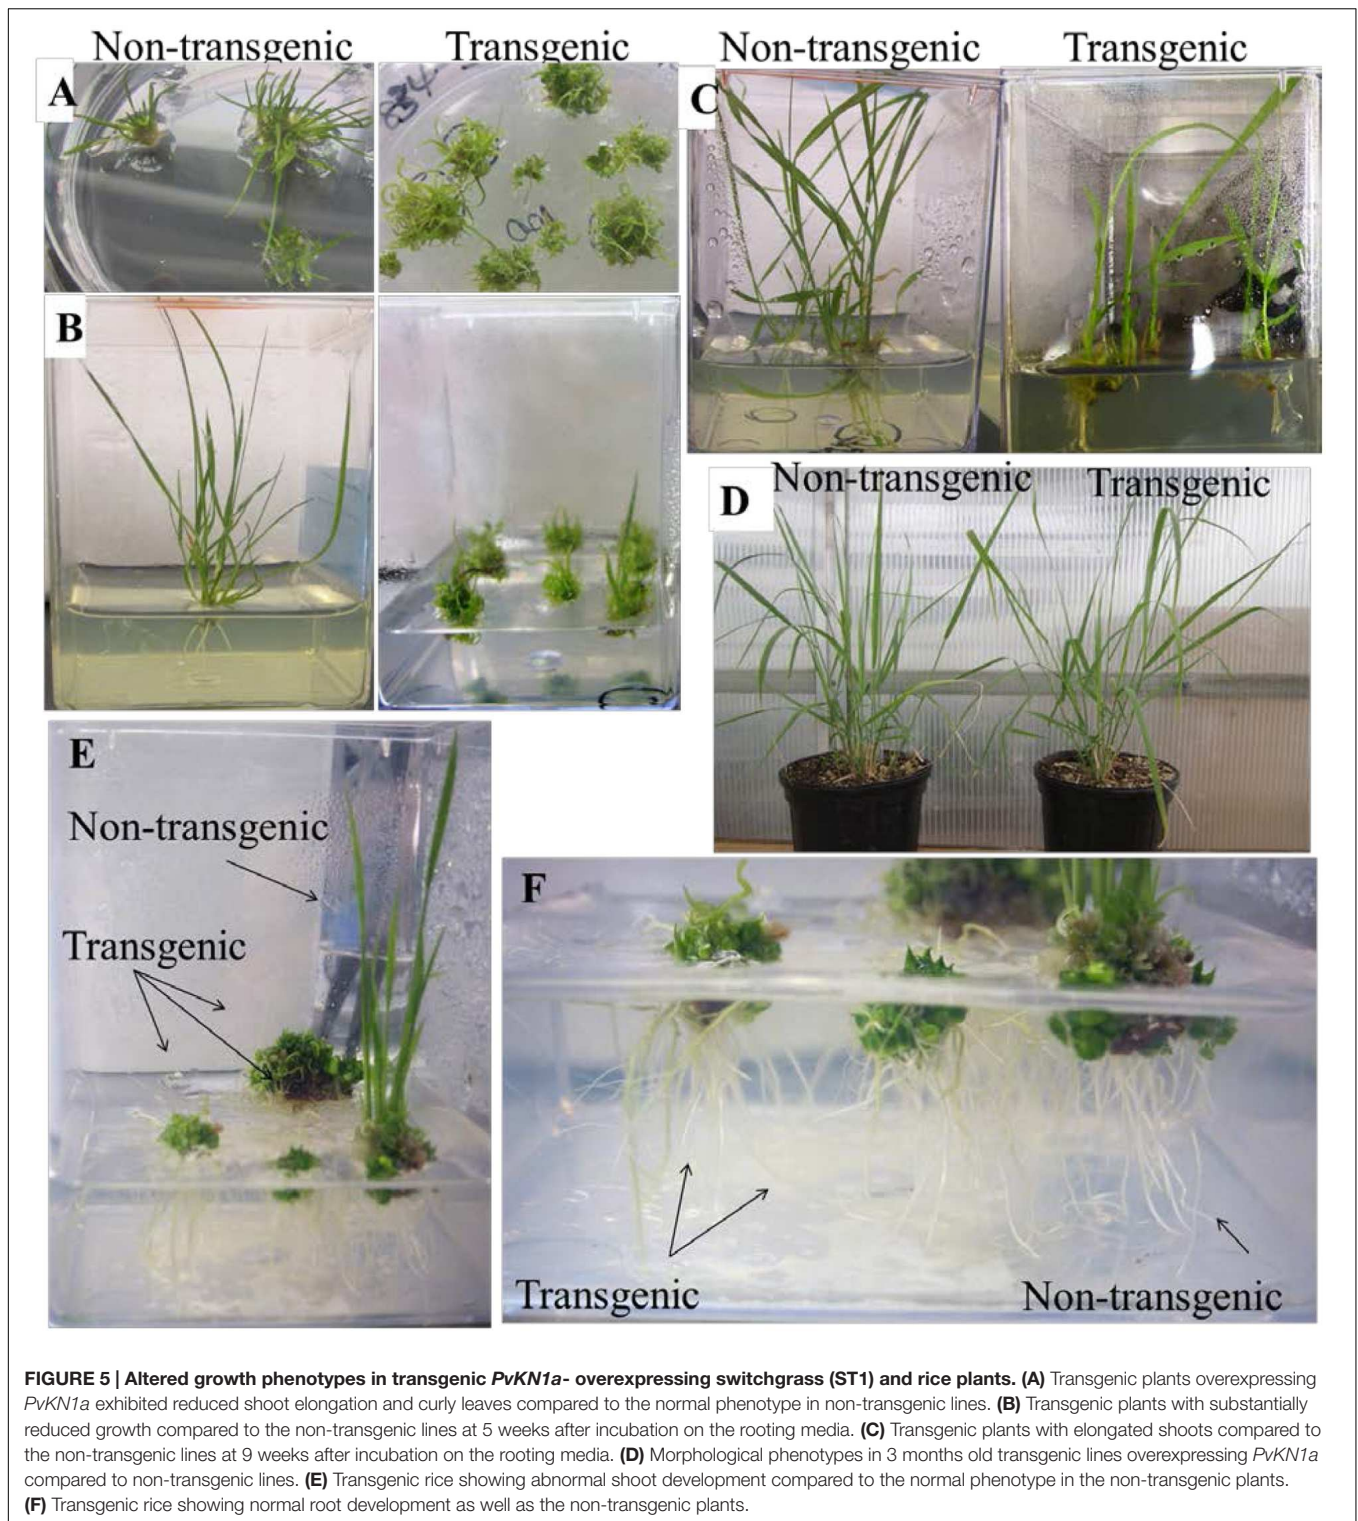 Non-transgenic Transgenic Non-transgenic Transgenic
A
C
B
Non-transgenic Transgenic
D
E
Non-transgenic
F
Transgenic
Transgenic
Non-transgenic
FIGURE 5 | Altered growth phenotypes in transgenic PvKN1a- overexpressing switchgrass (ST1) and rice plants. (A) Transgenic plants overexpressing
PvKN1a exhibited reduced shoot elongation and curly leaves compared to the normal phenotype in non-transgenic lines. (B) Transgenic plants with substantially
reduced growth compared to the non-transgenic lines at 5 weeks after incubation on the rooting media. (C) Transgenic plants with elongated shoots compared to
the non-transgenic lines at 9 weeks after incubation on the rooting media. (D) Morphological phenotypes in 3 months old transgenic lines overexpressing PvKN1a
compared to non-transgenic lines. (E) Transgenic rice showing abnormal shoot development compared to the normal phenotype in the non-transgenic plants.
(F) Transgenic rice showing normal root development as well as the non-transgenic plants.